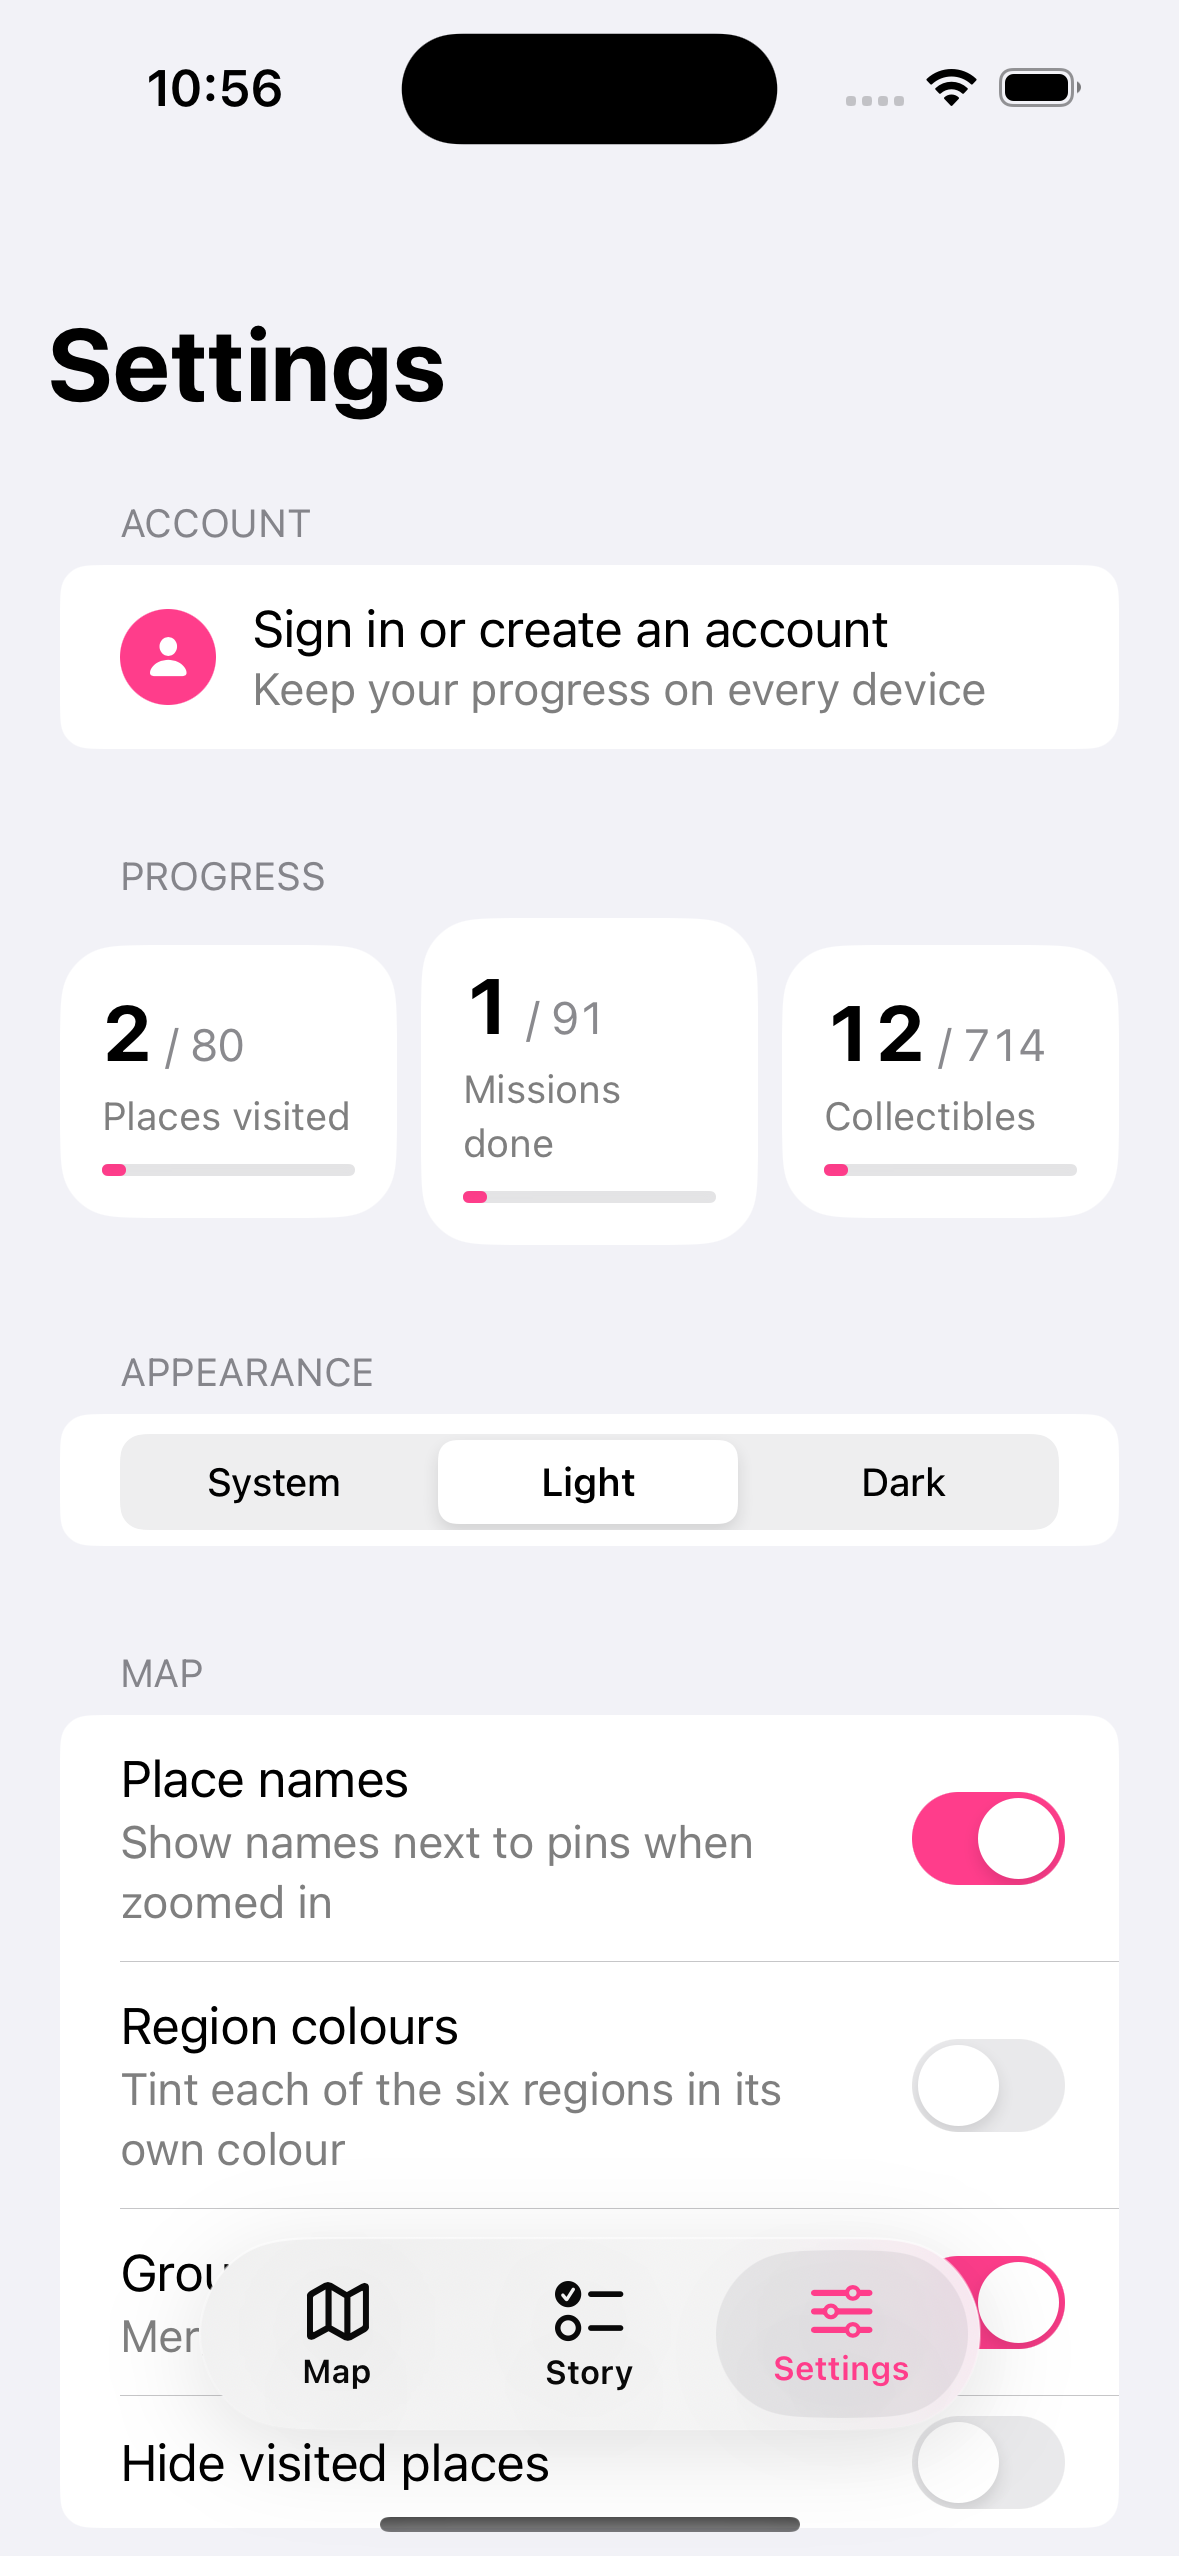 10:56
Settings
ACCOUNT
Sign in or create an account
Keep your progress on every device
PROGRESS
2 / 80
Places visited
1 / 91
Missions
done
12 / 714
Collectibles
APPEARANCE
System
Light
Dark
MAP
Place names
Show names next to pins when
zoomed in
Region colours
Tint each of the six regions in its
own colour
Map
Story
Settings
Hide visited places